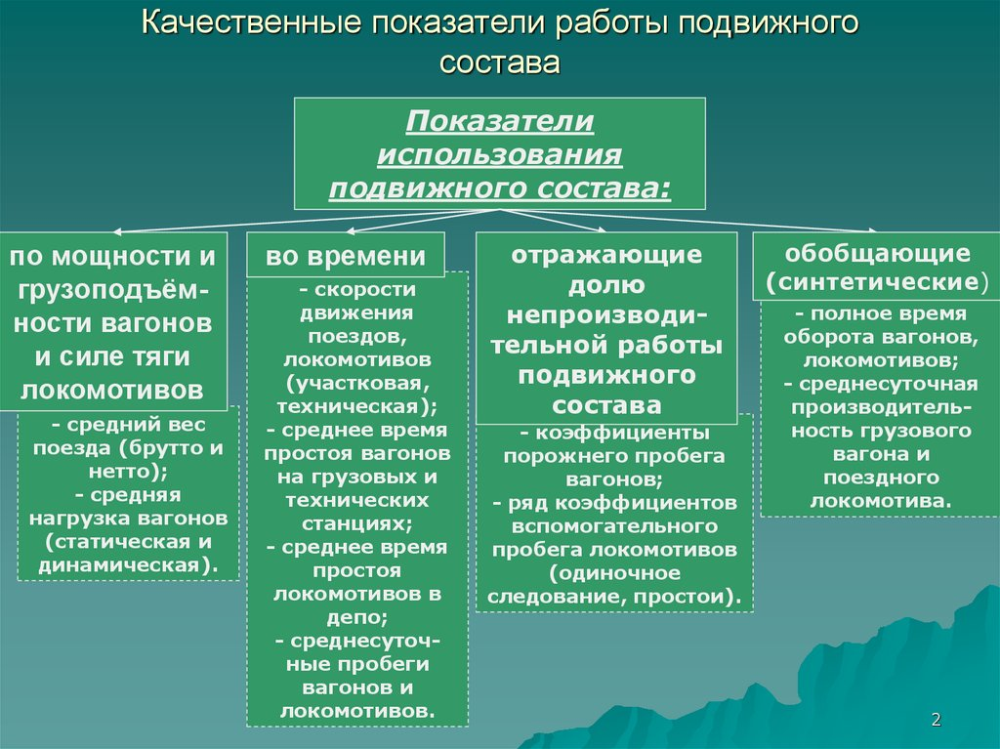 Качественные показатели работы подвижного
состава
Показатели
использования
подвижного состава:
по мощности и
грузоподъём-
ности вагонов
и силе тяги
локомотивов
- средний вес
поезда (брутто и
нетто);
- средняя
нагрузка вагонов
(статическая и
динамическая).
во времени
- скорости
движения
поездов,
локомотивов
(участковая,
техническая);
- среднее время
простоя вагонов
на грузовых и
технических
станциях;
- среднее время
простоя
локомотивов в
депо;
- среднесуточ-
ные пробеги
вагонов и
локомотивов.
отражающие
долю
непроизводи-
тельной работы
подвижного
состава
- коэффициенты
порожнего пробега
вагонов;
- ряд коэффициентов
вспомогательного
пробега локомотивов
(одиночное
следование, простои).
обобщающие
(синтетические)
- полное время
оборота вагонов,
локомотивов;
- среднесуточная
производитель-
ность грузового
вагона и
поездного
локомотива.
2